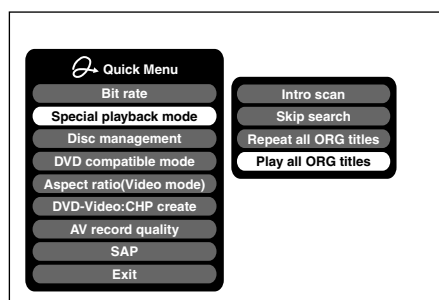 Quick Menu
Bit rate
Special playback mode
Disc management
DVD compatible mode
Aspect ratio(Video mode)
DVD-Video:CHP create
AV record quality
SAP
Exit
Intro scan
Skip search
Repeat all ORG titles
Play all ORG titles